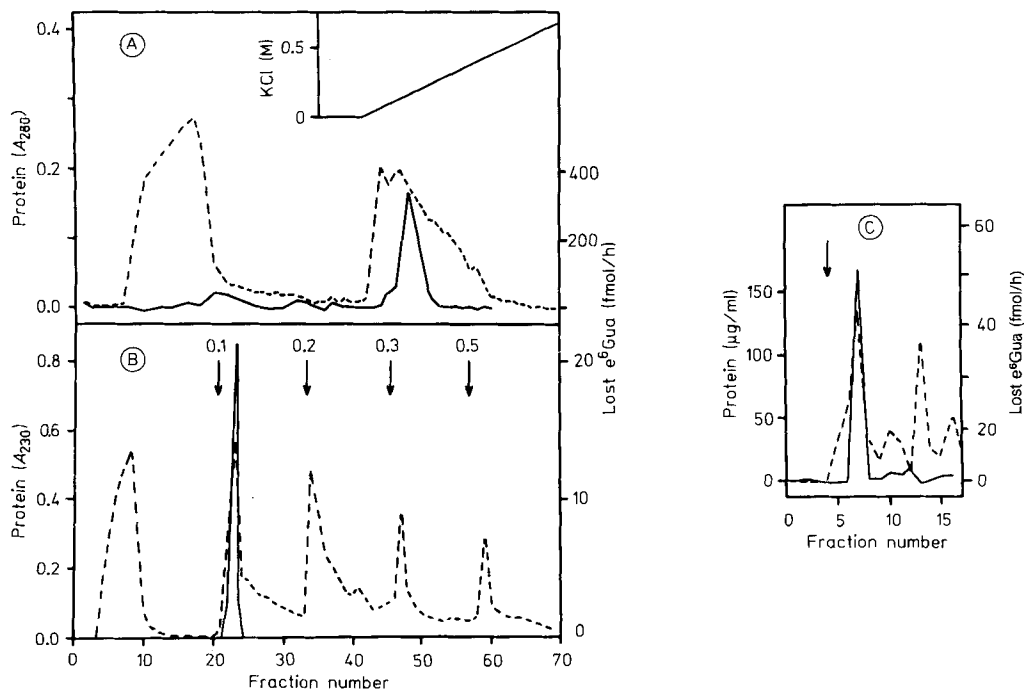 A
Protein (A280)
0.4
0.2
0.0
KCl (M)
0.5
0
400
200
0
Lost e⁶Gua (fmol/h)
B
Protein (A230)
0.8
0.6
0.4
0.2
0.0
0.1
0.2
0.3
0.5
20
10
0
0 10 20 30 40 50 60 70
Fraction number
C
Protein (µg/ml)
150
100
50
0
60
40
20
0
Lost e⁶Gua (fmol/h)
0 5 10 15
Fraction number